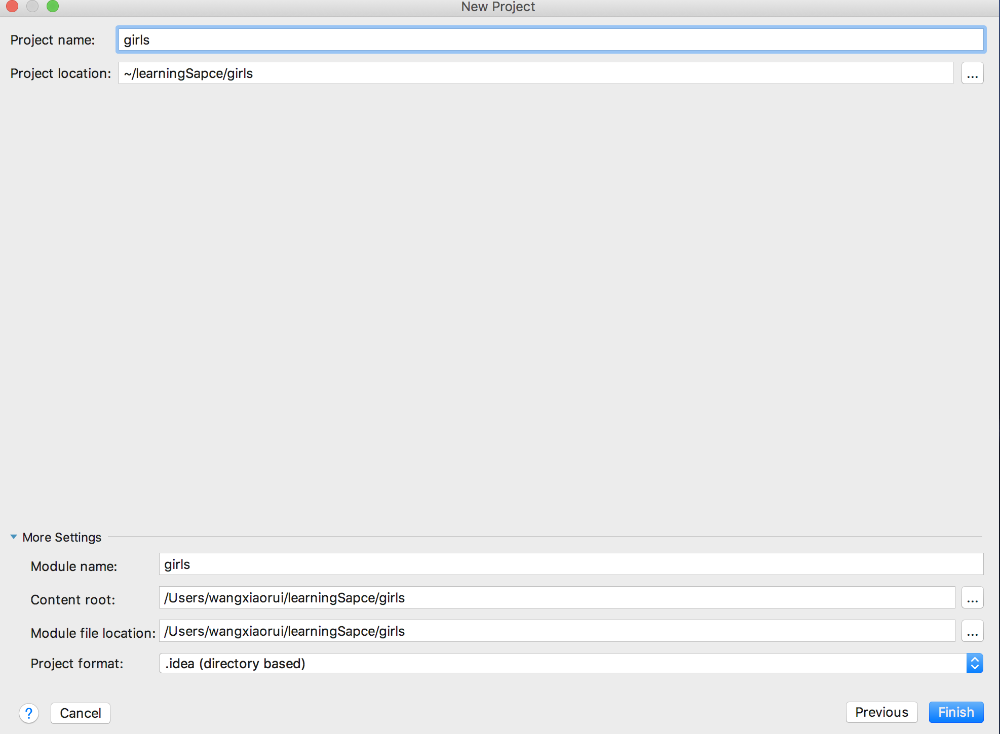 New Project
Project name: girls
Project location: ~/learningSapce/girls ...
More Settings
Module name: girls
Content root: /Users/wangxiaorui/learningSapce/girls ...
Module file location: /Users/wangxiaorui/learningSapce/girls ...
Project format: .idea (directory based)
? Cancel Previous Finish